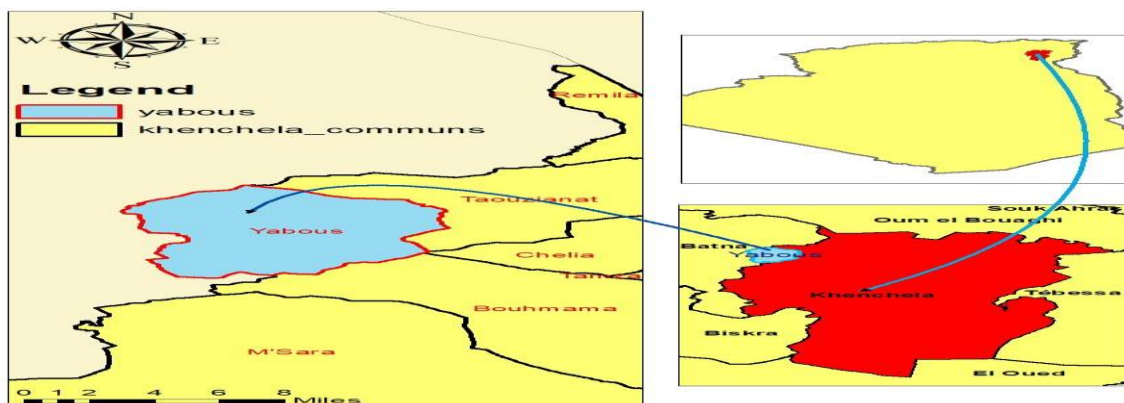 N
W E
S
Legend
yabous
khenchela_communs
Remila
Taouzianat
Yabous
Chelia
Tamza
Bouhmama
M'Sara
0 1 2 4 6 8
Miles
Souk Ahras
Oum el Bouaghi
Batna
Yabous
Khenchela
Tébessa
Biskra
El Oued